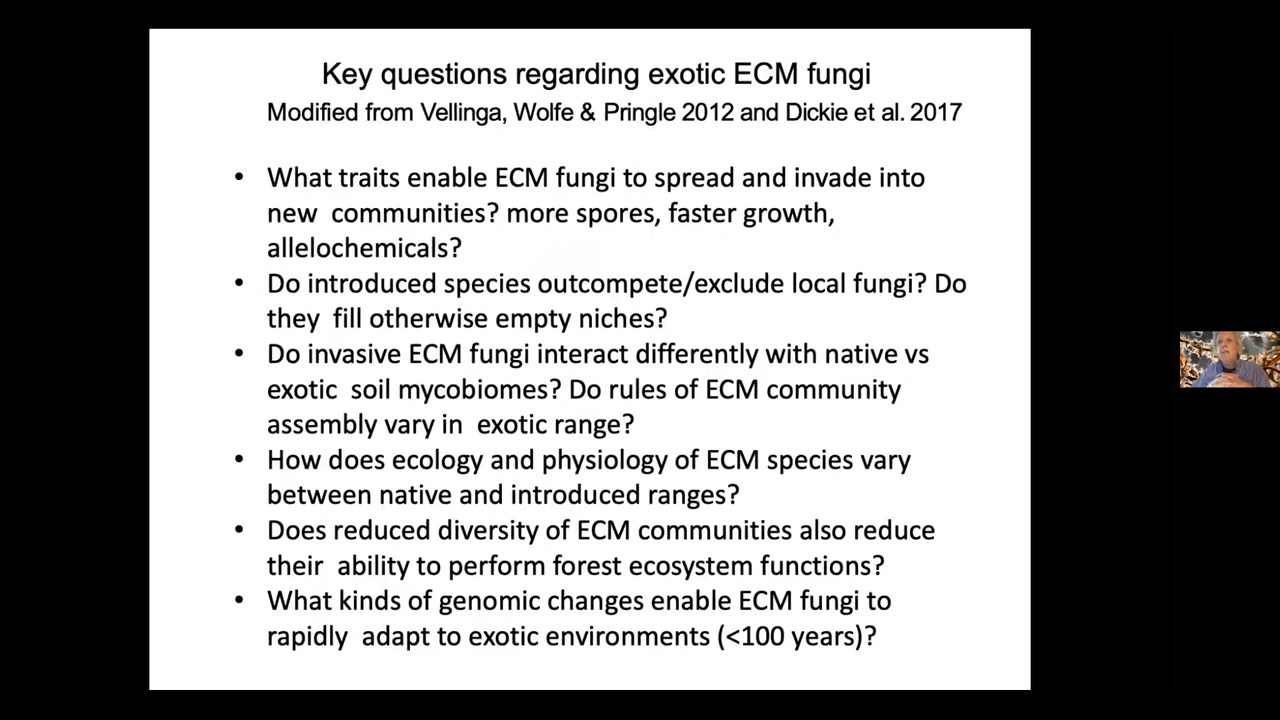 Key questions regarding exotic ECM fungi
Modified from Vellinga, Wolfe & Pringle 2012 and Dickie et al. 2017
• What traits enable ECM fungi to spread and invade into
new communities? more spores, faster growth,
allelochemicals?
• Do introduced species outcompete/exclude local fungi? Do
they fill otherwise empty niches?
• Do invasive ECM fungi interact differently with native vs
exotic soil mycobiomes? Do rules of ECM community
assembly vary in exotic range?
• How does ecology and physiology of ECM species vary
between native and introduced ranges?
• Does reduced diversity of ECM communities also reduce
their ability to perform forest ecosystem functions?
• What kinds of genomic changes enable ECM fungi to
rapidly adapt to exotic environments (<100 years)?